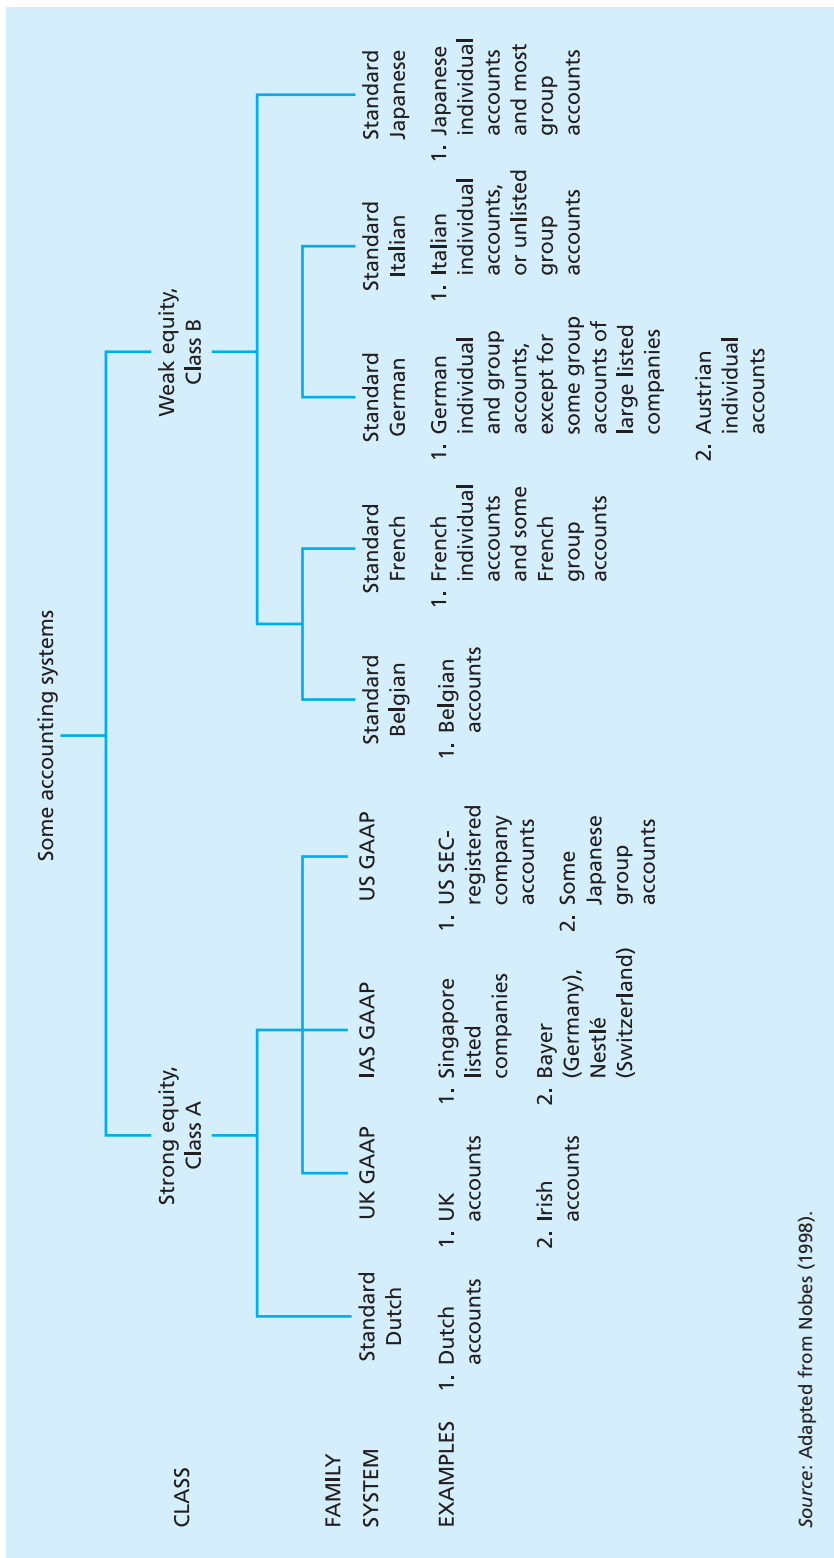 Some accounting systems
CLASS
Strong equity,
Class A
Weak equity,
Class B
FAMILY
SYSTEM
Standard
Dutch
UK GAAP
IAS GAAP
US GAAP
Standard
Belgian
Standard
French
Standard
German
Standard
Italian
Standard
Japanese
EXAMPLES
1. Dutch
accounts
1. UK
accounts
2. Irish
accounts
1. Singapore
listed
companies
2. Bayer
(Germany),
Nestlé
(Switzerland)
1. US SEC-
registered
company
accounts
2. Some
Japanese
group
accounts
1. Belgian
accounts
1. French
individual
accounts
and some
French
group
accounts
1. German
individual
and group
accounts,
except for
some group
accounts of
large listed
companies
2. Austrian
individual
accounts
1. Italian
individual
accounts,
or unlisted
group
accounts
1. Japanese
individual
accounts
and most
group
accounts
Source: Adapted from Nobes (1998).